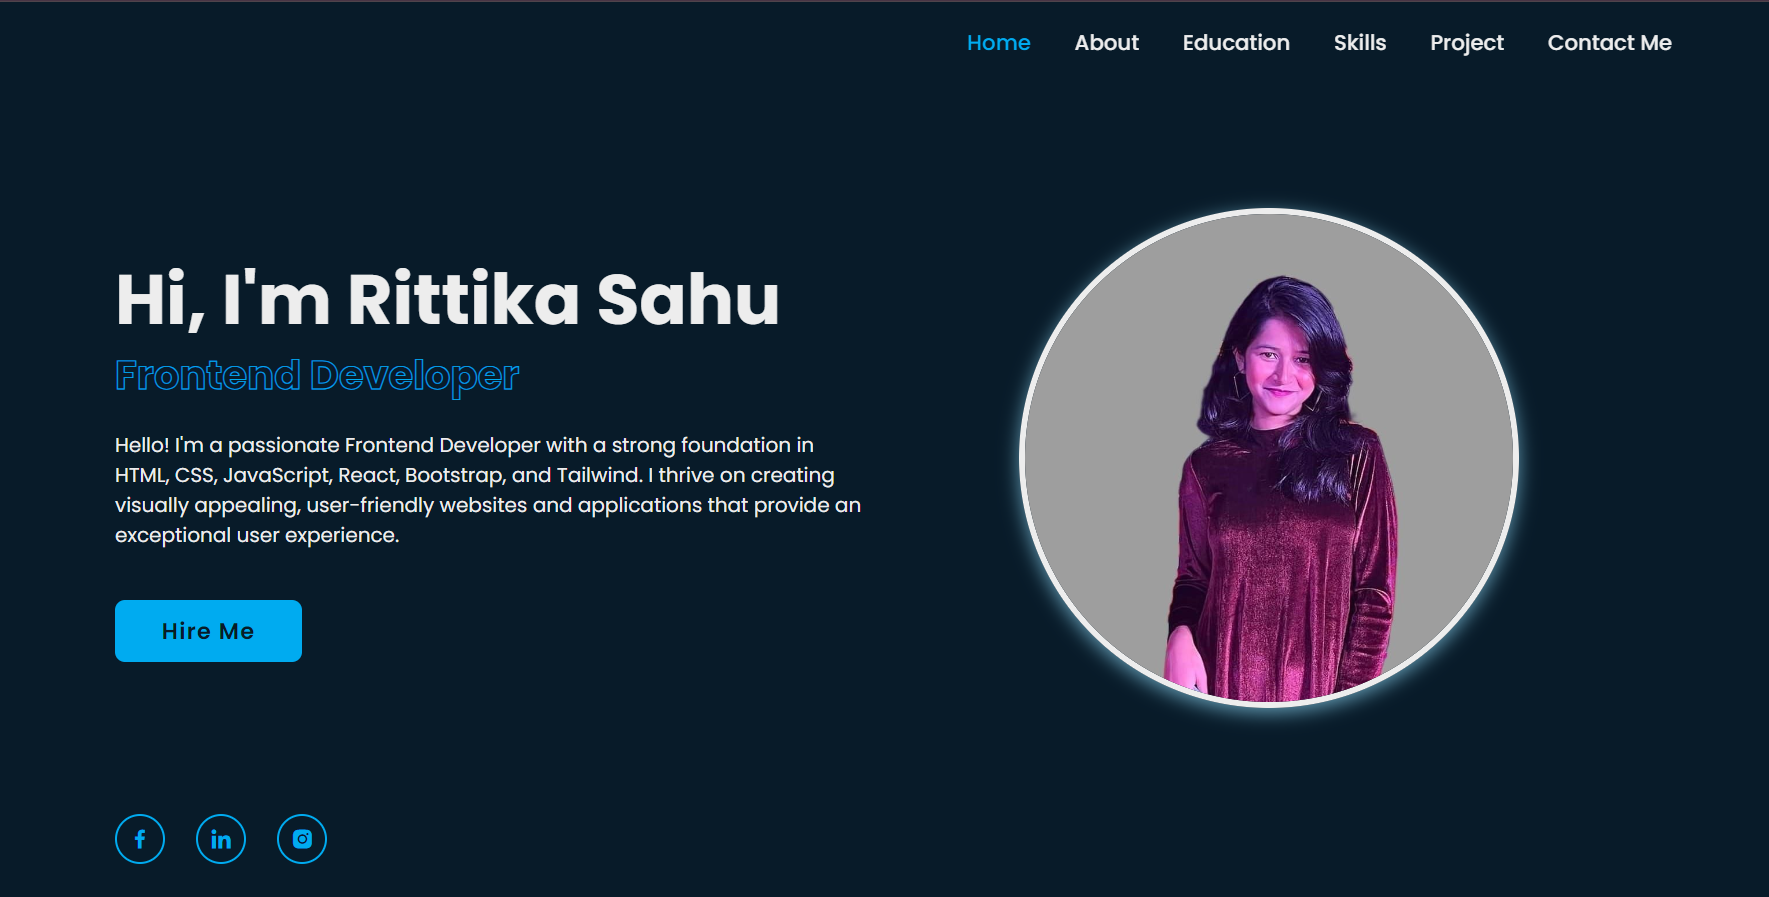 Home About Education Skills Project Contact Me
Hi, I'm Rittika Sahu
Frontend Developer
Hello! I'm a passionate Frontend Developer with a strong foundation in
HTML, CSS, JavaScript, React, Bootstrap, and Tailwind. I thrive on creating
visually appealing, user-friendly websites and applications that provide an
exceptional user experience.
Hire Me